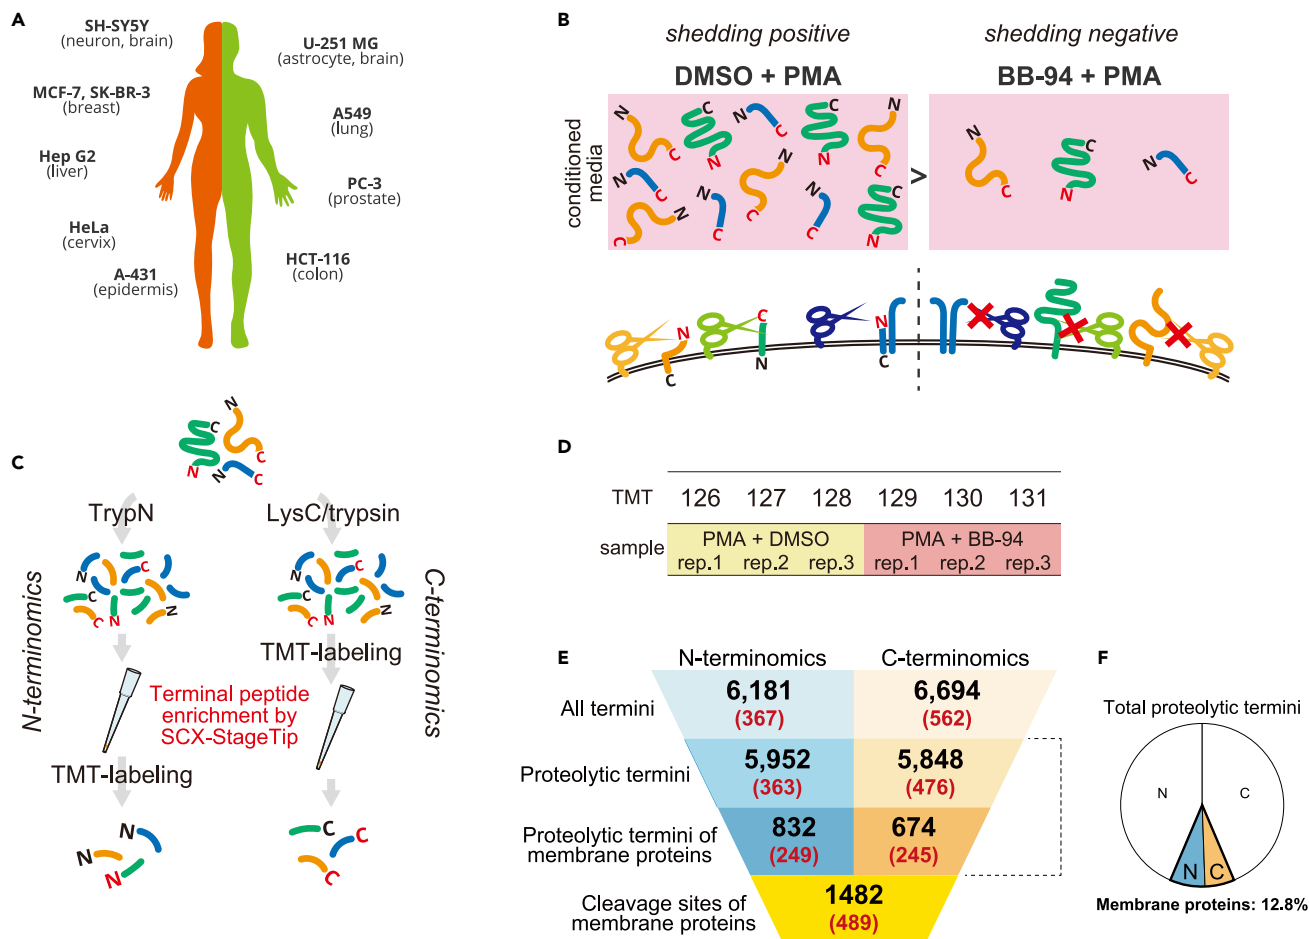 A
SH-SY5Y
(neuron, brain)
U-251 MG
(astrocyte, brain)
MCF-7, SK-BR-3
(breast)
A549
(lung)
Hep G2
(liver)
PC-3
(prostate)
HeLa
(cervix)
HCT-116
(colon)
A-431
(epidermis)
B
shedding positive
shedding negative
DMSO + PMA
BB-94 + PMA
conditioned
media
N C N C N
C N C N C
N C N
N C N C
C
N C N C
N C N C
>
N C N
C N C
N C N
C N C
C
N C
N
TrypN
LysC/trypsin
N C
C N
C N
N C
C N
C N
N-terminomics
C-terminomics
TMT-labeling
Terminal peptide
enrichment by
SCX-StageTip
TMT-labeling
N
N
N
C C
C
D
TMT 126 127 128 129 130 131
sample PMA + DMSO PMA + BB-94
rep.1 rep.2 rep.3 rep.1 rep.2 rep.3
E
N-terminomics C-terminomics
All termini 6,181 6,694
(367) (562)
Proteolytic termini 5,952 5,848
(363) (476)
Proteolytic termini of
membrane proteins
832 674
(249) (245)
Cleavage sites of
membrane proteins
1482
(489)
F
Total proteolytic termini
N C
N C
Membrane proteins: 12.8%